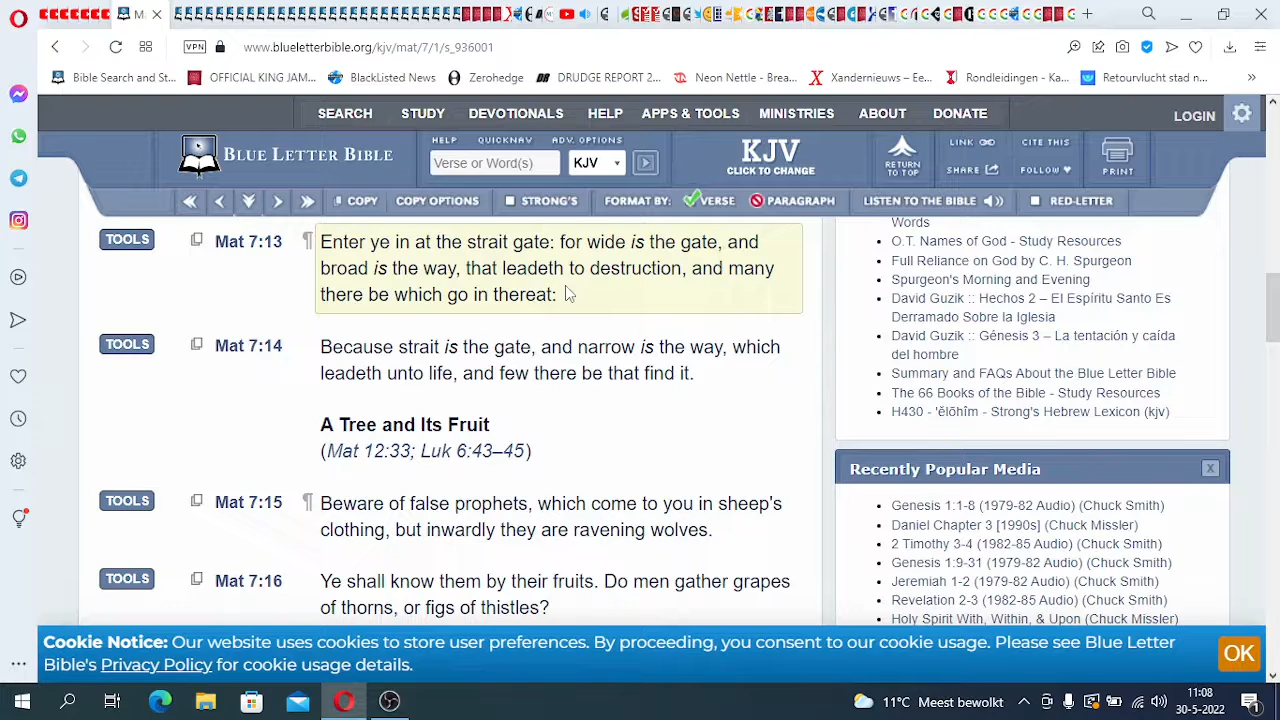 M
www.blueletterbible.org/kjv/mat/7/1/s_936001
VPN
Bible Search and St...
OFFICIAL KING JAM...
BlackListed News
Zerohedge
DRUDGE REPORT 2...
Neon Nettle - Brea...
Xandernieuws – Ee...
Rondleidingen - Ka...
Retourvlucht stad n...
»
SEARCH
STUDY
DEVOTIONALS
HELP
APPS & TOOLS
MINISTRIES
ABOUT
DONATE
LOGIN
BLUE LETTER BIBLE
HELP
QUICKNAV
ADV. OPTIONS
Verse or Word(s)
KJV
KJV
CLICK TO CHANGE
RETURN
TO TOP
LINK
CITE THIS
SHARE
FOLLOW
PRINT
COPY
COPY OPTIONS
STRONG'S
FORMAT BY:
VERSE
PARAGRAPH
LISTEN TO THE BIBLE
RED-LETTER
TOOLS
Mat 7:13
¶ Enter ye in at the strait gate: for wide is the gate, and
broad is the way, that leadeth to destruction, and many
there be which go in thereat:
TOOLS
Mat 7:14
Because strait is the gate, and narrow is the way, which
leadeth unto life, and few there be that find it.
A Tree and Its Fruit
(Mat 12:33; Luk 6:43–45)
TOOLS
Mat 7:15
¶ Beware of false prophets, which come to you in sheep's
clothing, but inwardly they are ravening wolves.
TOOLS
Mat 7:16
Ye shall know them by their fruits. Do men gather grapes
of thorns, or figs of thistles?
Words
O.T. Names of God - Study Resources
Full Reliance on God by C. H. Spurgeon
Spurgeon's Morning and Evening
David Guzik :: Hechos 2 – El Espíritu Santo Es
Derramado Sobre la Iglesia
David Guzik :: Génesis 3 – La tentación y caída
del hombre
Summary and FAQs About the Blue Letter Bible
The 66 Books of the Bible - Study Resources
H430 - 'ĕlōhîm - Strong's Hebrew Lexicon (kjv)
Recently Popular Media
X
Genesis 1:1-8 (1979-82 Audio) (Chuck Smith)
Daniel Chapter 3 [1990s] (Chuck Missler)
2 Timothy 3-4 (1982-85 Audio) (Chuck Smith)
Genesis 1:9-31 (1979-82 Audio) (Chuck Smith)
Jeremiah 1-2 (1979-82 Audio) (Chuck Smith)
Revelation 2-3 (1982-85 Audio) (Chuck Smith)
Holy Spirit With, Within, & Upon (Chuck Missler)
Cookie Notice: Our website uses cookies to store user preferences. By proceeding, you consent to our cookie usage. Please see Blue Letter
Bible's Privacy Policy for cookie usage details.
OK
11°C Meest bewolkt
11:08
30-5-2022